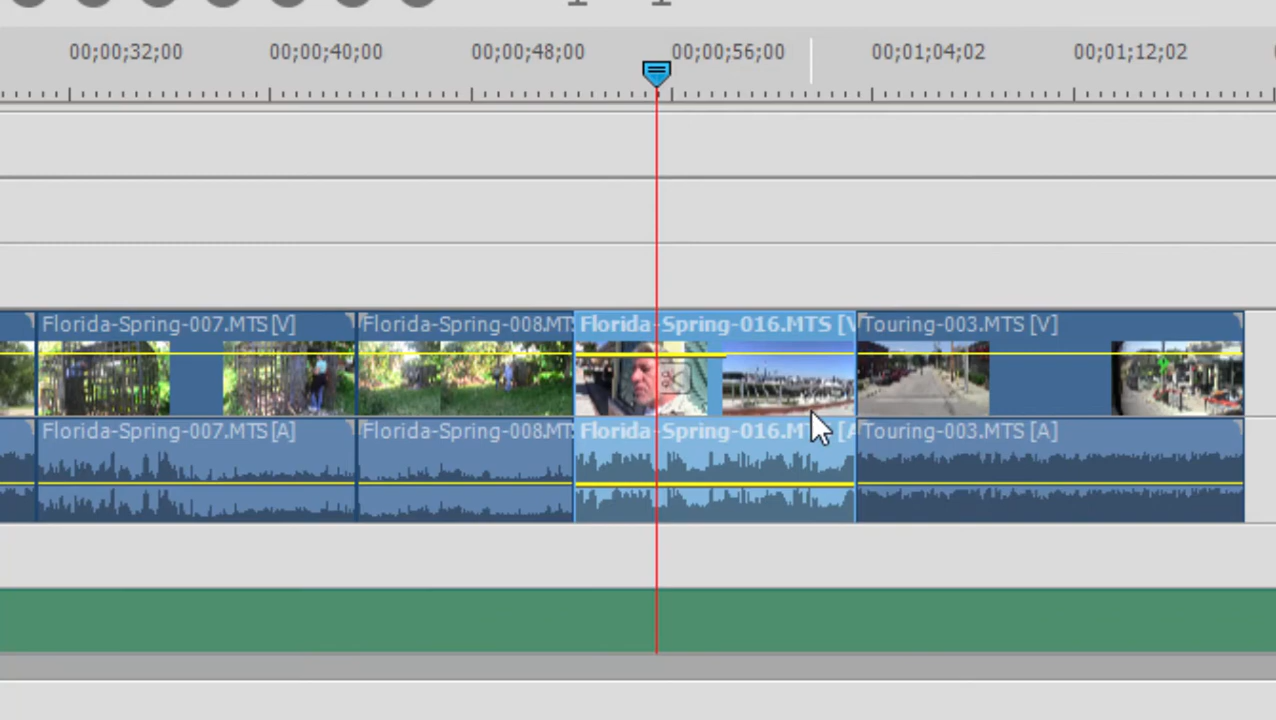 00;00;32;00 00;00;40;00 00;00;48;00 00;00;56;00 00;01;04;02 00;01;12;02
Florida-Spring-007.MTS [V] Florida-Spring-008.MT Florida-Spring-016.MTS [V Touring-003.MTS [V]
Florida-Spring-007.MTS [A] Florida-Spring-008.MT Florida-Spring-016.MT [A Touring-003.MTS [A]